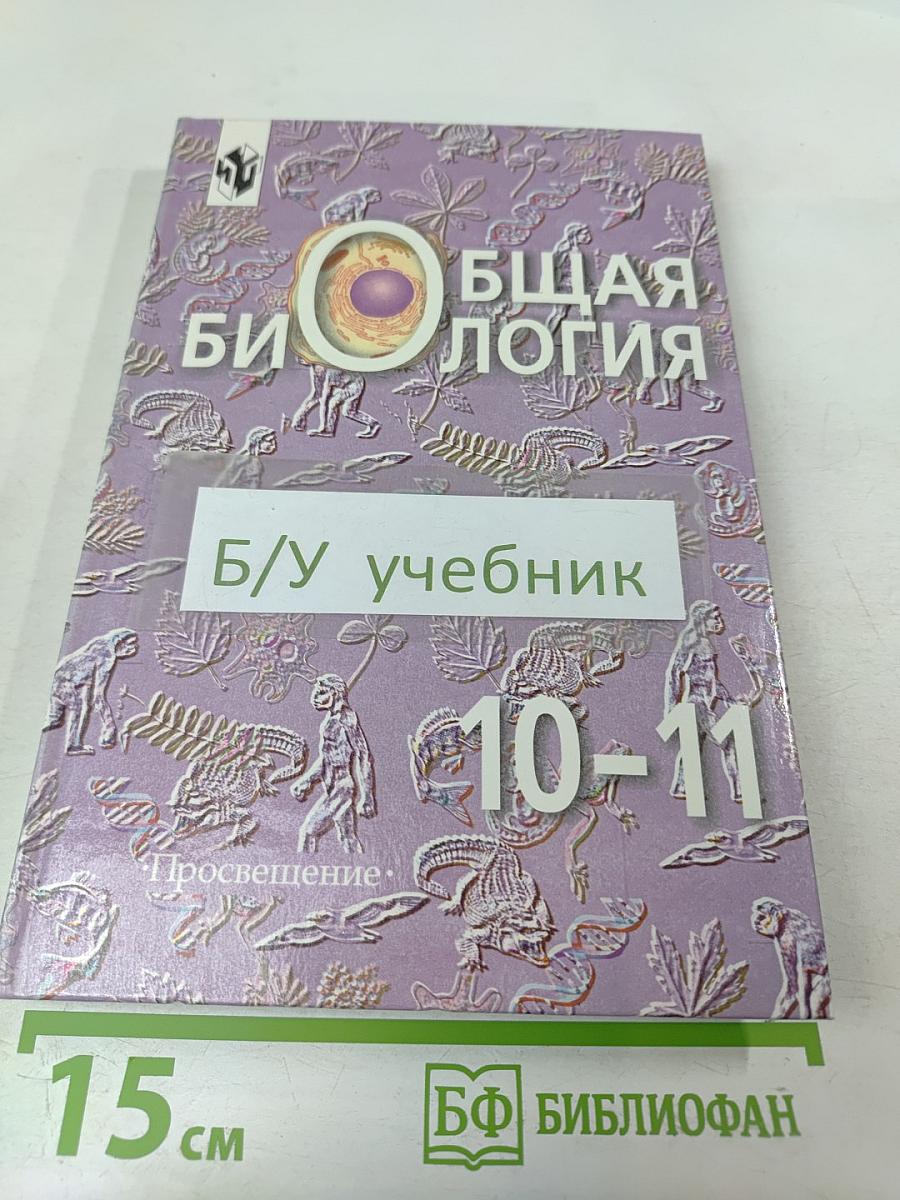 ОБЩАЯ
БИОЛОГИЯ
Б/У учебник
10-11
·Просвещение·
15 см
БФ БИБЛИОФАН